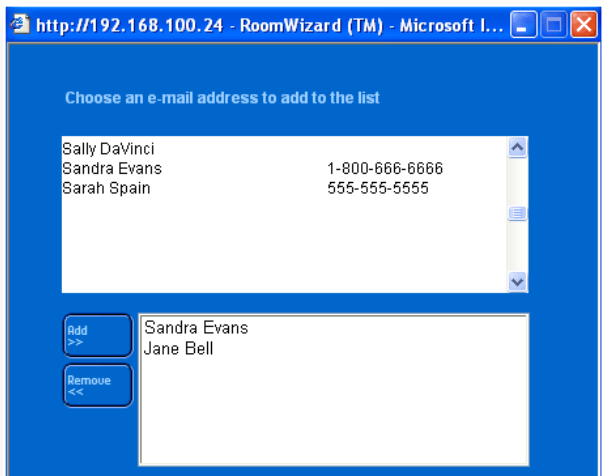 http://192.168.100.24 - RoomWizard (TM) - Microsoft I...
Choose an e-mail address to add to the list
Sally DaVinci
Sandra Evans 1-800-666-6666
Sarah Spain 555-555-5555
Add
>>
Sandra Evans
Jane Bell
Remove
<<